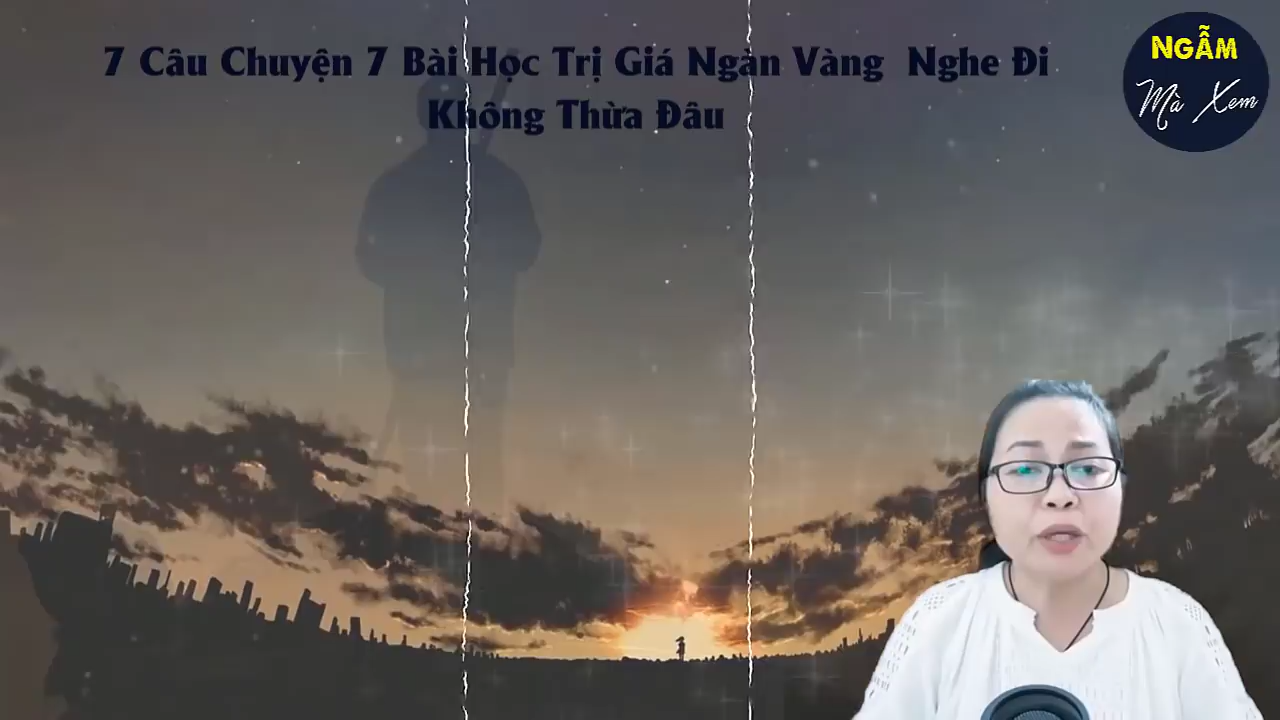 7 Câu Chuyện 7 Bài Học Trị Giá Ngàn Vàng Nghe Đi
Không Thừa Đâu
NGẪM
Mà Xem